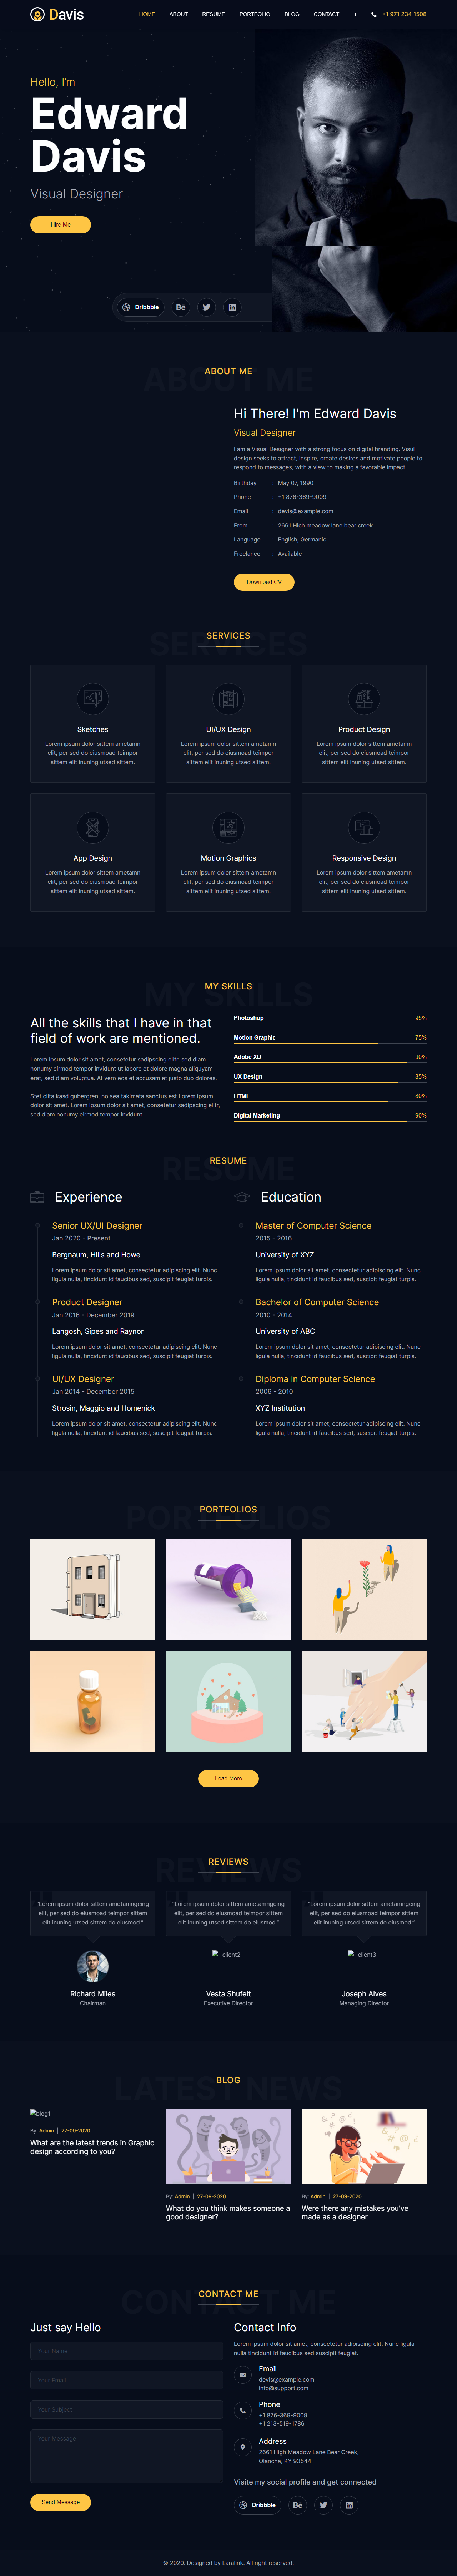 Davis
HOME ABOUT RESUME PORTFOLIO BLOG CONTACT | +1 971 234 1508
Hello, I'm
Edward
Davis
Visual Designer
Hire Me
Dribbble
ABOUT ME
ABOUT ME
Hi There! I'm Edward Davis
Visual Designer
I am a Visual Designer with a strong focus on digital branding. Visul
design seeks to attract, inspire, create desires and motivate people to
respond to messages, with a view to making a favorable impact.
Birthday : May 07, 1990
Phone : +1 876-369-9009
Email : devis@example.com
From : 2661 Hich meadow lane bear creek
Language : English, Germanic
Freelance : Available
Download CV
SERVICES
SERVICES
Sketches
Lorem ipsum dolor sittem ametamn
elit, per sed do eiusmoad teimpor
sittem elit inuning utsed sittem.
UI/UX Design
Lorem ipsum dolor sittem ametamn
elit, per sed do eiusmoad teimpor
sittem elit inuning utsed sittem.
Product Design
Lorem ipsum dolor sittem ametamn
elit, per sed do eiusmoad teimpor
sittem elit inuning utsed sittem.
App Design
Lorem ipsum dolor sittem ametamn
elit, per sed do eiusmoad teimpor
sittem elit inuning utsed sittem.
Motion Graphics
Lorem ipsum dolor sittem ametamn
elit, per sed do eiusmoad teimpor
sittem elit inuning utsed sittem.
Responsive Design
Lorem ipsum dolor sittem ametamn
elit, per sed do eiusmoad teimpor
sittem elit inuning utsed sittem.
MY SKILLS
MY SKILLS
All the skills that I have in that
field of work are mentioned.
Lorem ipsum dolor sit amet, consetetur sadipscing elitr, sed diam
nonumy eirmod tempor invidunt ut labore et dolore magna aliquyam
erat, sed diam voluptua. At vero eos et accusam et justo duo dolores.
Stet clita kasd gubergren, no sea takimata sanctus est Lorem ipsum
dolor sit amet. Lorem ipsum dolor sit amet, consetetur sadipscing elitr,
sed diam nonumy eirmod tempor invidunt.
Photoshop 95%
Motion Graphic 75%
Adobe XD 90%
UX Design 85%
HTML 80%
Digital Marketing 90%
RESUME
RESUME
Experience
Senior UX/UI Designer
Jan 2020 - Present
Bergnaum, Hills and Howe
Lorem ipsum dolor sit amet, consectetur adipiscing elit. Nunc
ligula nulla, tincidunt id faucibus sed, suscipit feugiat turpis.
Product Designer
Jan 2016 - December 2019
Langosh, Sipes and Raynor
Lorem ipsum dolor sit amet, consectetur adipiscing elit. Nunc
ligula nulla, tincidunt id faucibus sed, suscipit feugiat turpis.
UI/UX Designer
Jan 2014 - December 2015
Strosin, Maggio and Homenick
Lorem ipsum dolor sit amet, consectetur adipiscing elit. Nunc
ligula nulla, tincidunt id faucibus sed, suscipit feugiat turpis.
Education
Master of Computer Science
2015 - 2016
University of XYZ
Lorem ipsum dolor sit amet, consectetur adipiscing elit. Nunc
ligula nulla, tincidunt id faucibus sed, suscipit feugiat turpis.
Bachelor of Computer Science
2010 - 2014
University of ABC
Lorem ipsum dolor sit amet, consectetur adipiscing elit. Nunc
ligula nulla, tincidunt id faucibus sed, suscipit feugiat turpis.
Diploma in Computer Science
2006 - 2010
XYZ Institution
Lorem ipsum dolor sit amet, consectetur adipiscing elit. Nunc
ligula nulla, tincidunt id faucibus sed, suscipit feugiat turpis.
PORTFOLIOS
PORTFOLIOS
Load More
REVIEWS
REVIEWS
"Lorem ipsum dolor sittem ametamngcing
elit, per sed do eiusmoad teimpor sittem
elit inuning utsed sittem do eiusmod."
Richard Miles
Chairman
"Lorem ipsum dolor sittem ametamngcing
elit, per sed do eiusmoad teimpor sittem
elit inuning utsed sittem do eiusmod."
client2
Vesta Shufelt
Executive Director
"Lorem ipsum dolor sittem ametamngcing
elit, per sed do eiusmoad teimpor sittem
elit inuning utsed sittem do eiusmod."
client3
Joseph Alves
Managing Director
LATEST NEWS
BLOG
blog1
By: Admin | 27-09-2020
What are the latest trends in Graphic
design according to you?
By: Admin | 27-09-2020
What do you think makes someone a
good designer?
By: Admin | 27-09-2020
Were there any mistakes you've
made as a designer
CONTACT ME
CONTACT ME
Just say Hello
Your Name
Your Email
Your Subject
Your Message
Send Message
Contact Info
Lorem ipsum dolor sit amet, consectetur adipiscing elit. Nunc ligula
nulla, tincidunt id faucibus sed, suscipit feugiat.
Email
devis@example.com
info@support.com
Phone
+1 876-369-9009
+1 213-519-1786
Address
2661 High Meadow Lane Bear Creek,
Olancha, KY 93544
Visite my social profile and get connected
Dribbble
© 2020. Designed by Laralink. All right reserved.